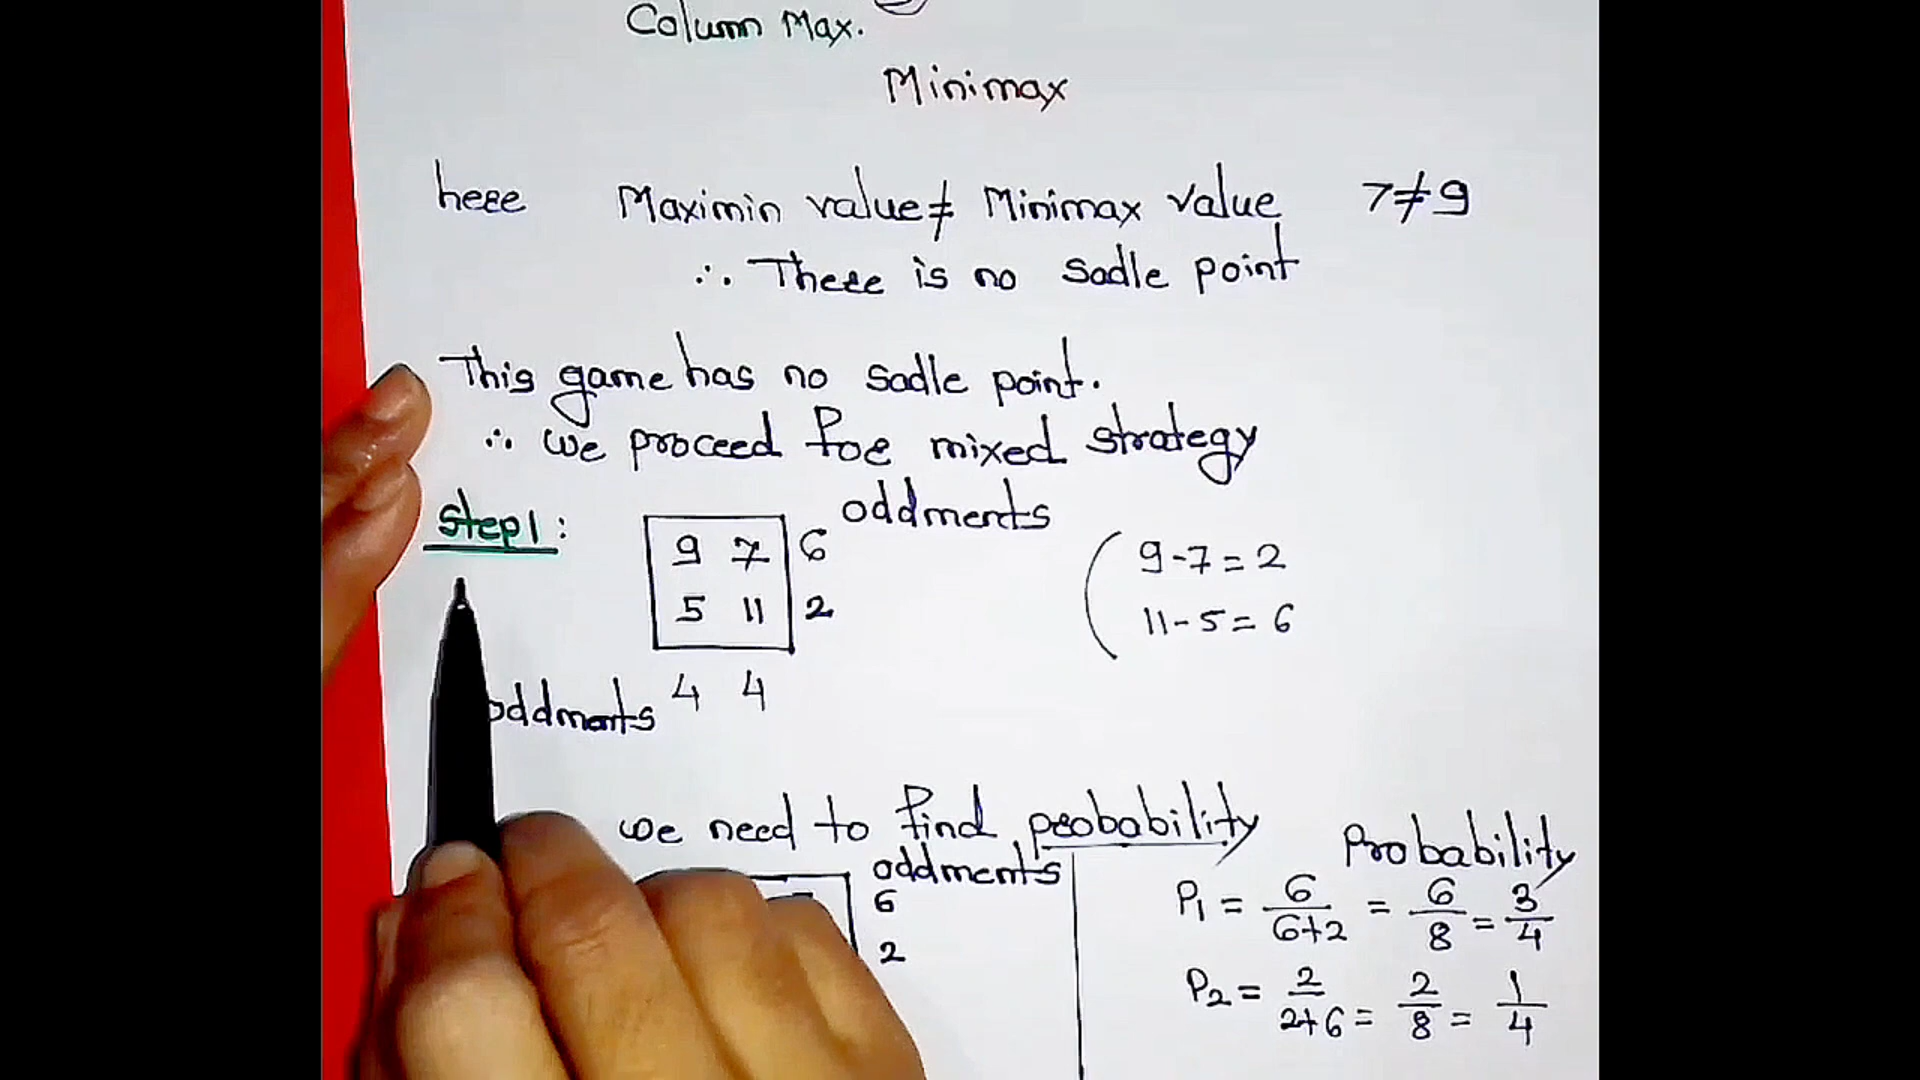 Column Max.
Minimax
here Maximin value ≠ Minimax value 7≠9
∴ There is no sadle point
This game has no sadle point.
∴ we proceed for mixed strategy
Step1: oddments
9 7 6
5 11 2
(9-7=2
11-5=6
4 4
oddments
we need to find probability
oddments Probability
6
2
P1 = 6/6+2 = 6/8 = 3/4
P2 = 2/2+6 = 2/8 = 1/4